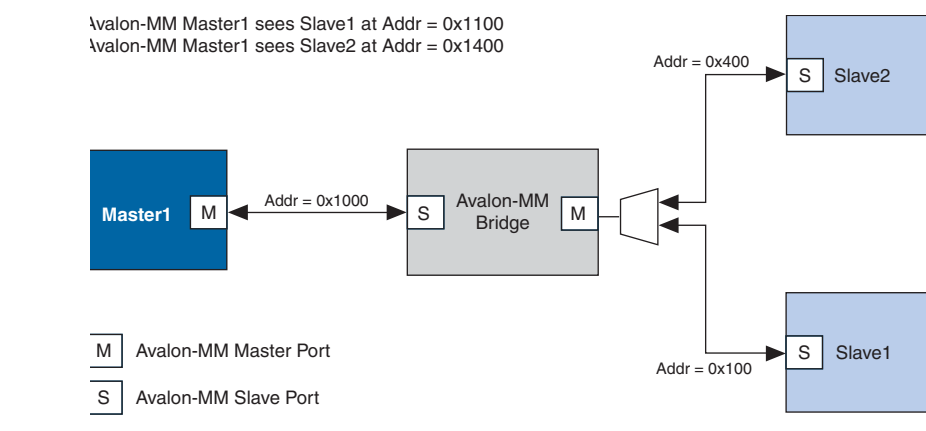 Avalon-MM Master1 sees Slave1 at Addr = 0x1100
Avalon-MM Master1 sees Slave2 at Addr = 0x1400
Addr = 0x400
S
Slave2
Master1
M
Addr = 0x1000
S
Avalon-MM
Bridge
M
S
Slave1
Addr = 0x100
M
Avalon-MM Master Port
S
Avalon-MM Slave Port